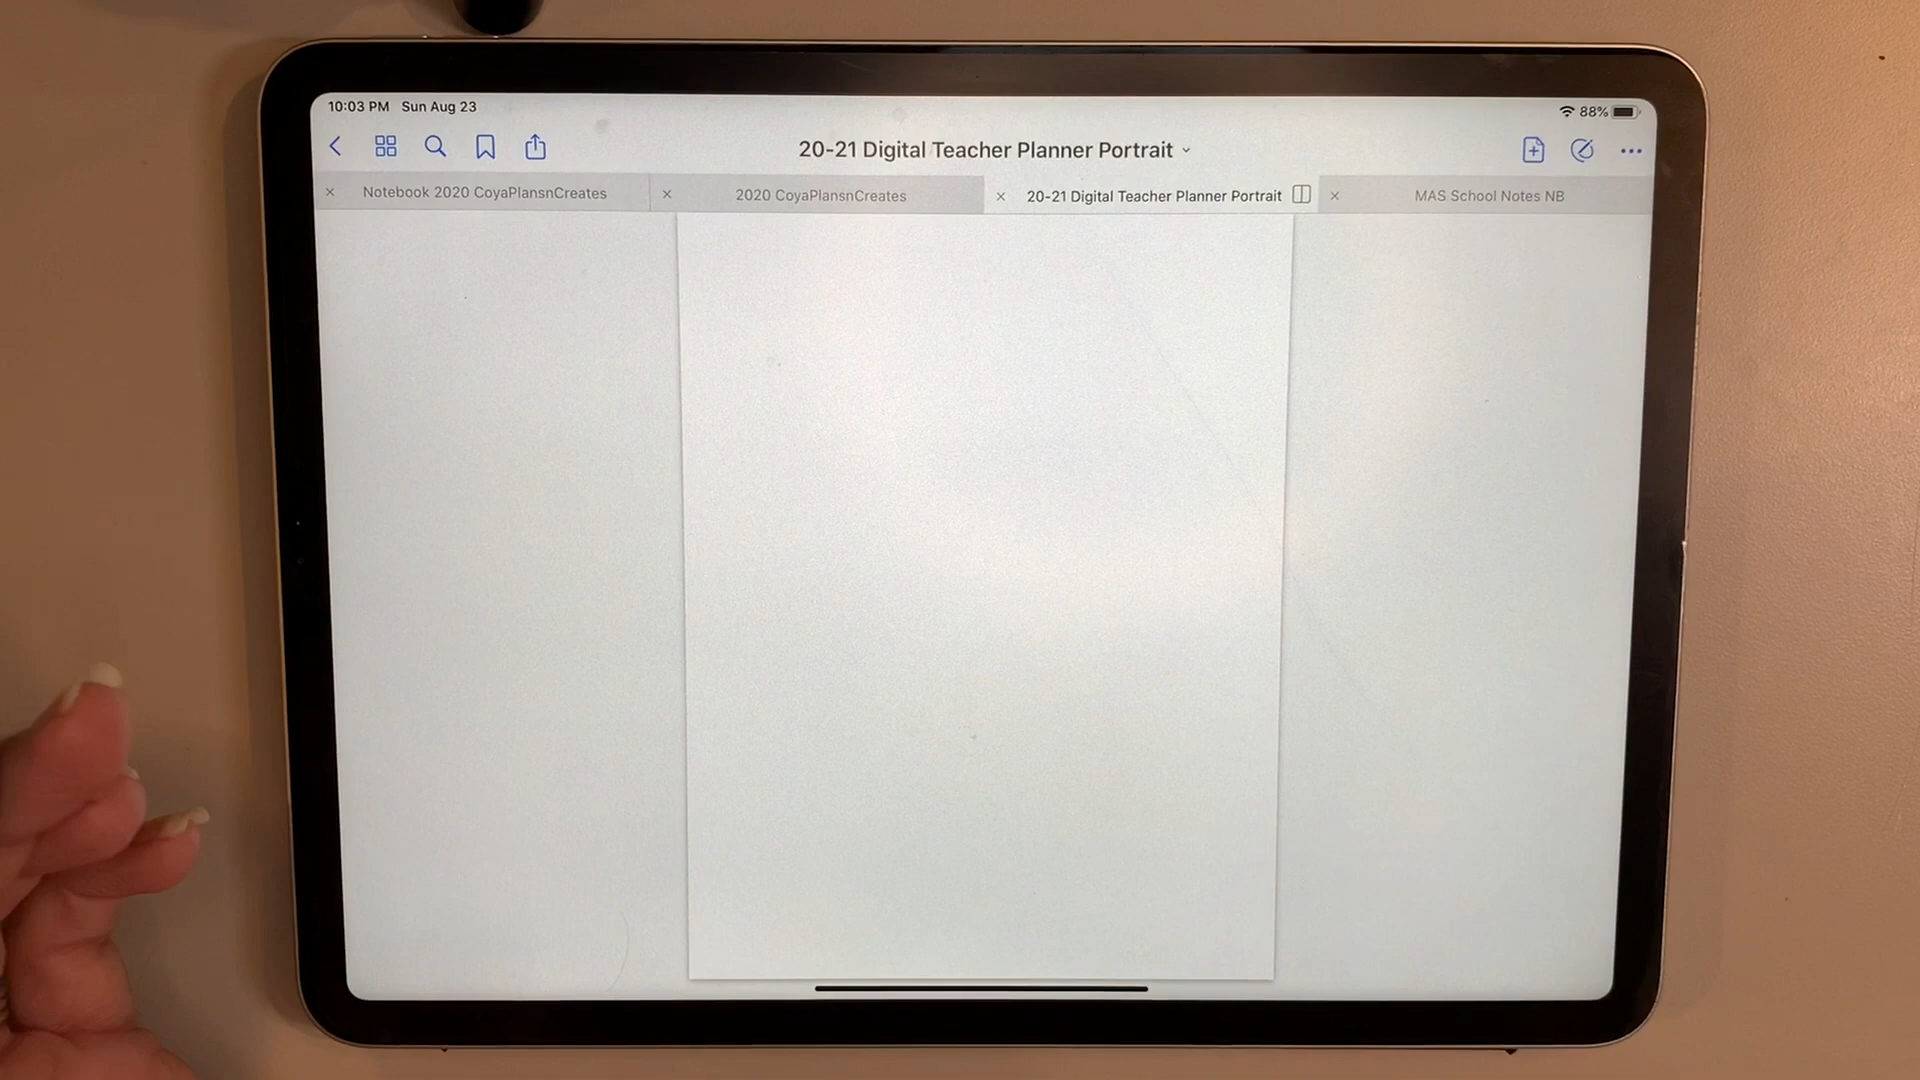 10:03 PM Sun Aug 23
88%
20-21 Digital Teacher Planner Portrait
Notebook 2020 CoyaPlansnCreates
2020 CoyaPlansnCreates
20-21 Digital Teacher Planner Portrait
MAS School Notes NB